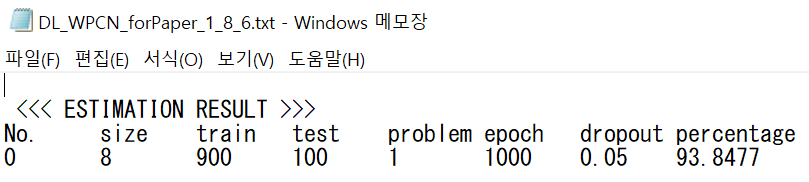 DL_WPCN_forPaper_1_8_6.txt - Windows 메모장
파일(F) 편집(E) 서식(O) 보기(V) 도움말(H)
<<< ESTIMATION RESULT >>>
No. size train test problem epoch dropout percentage
0 8 900 100 1 1000 0.05 93.8477